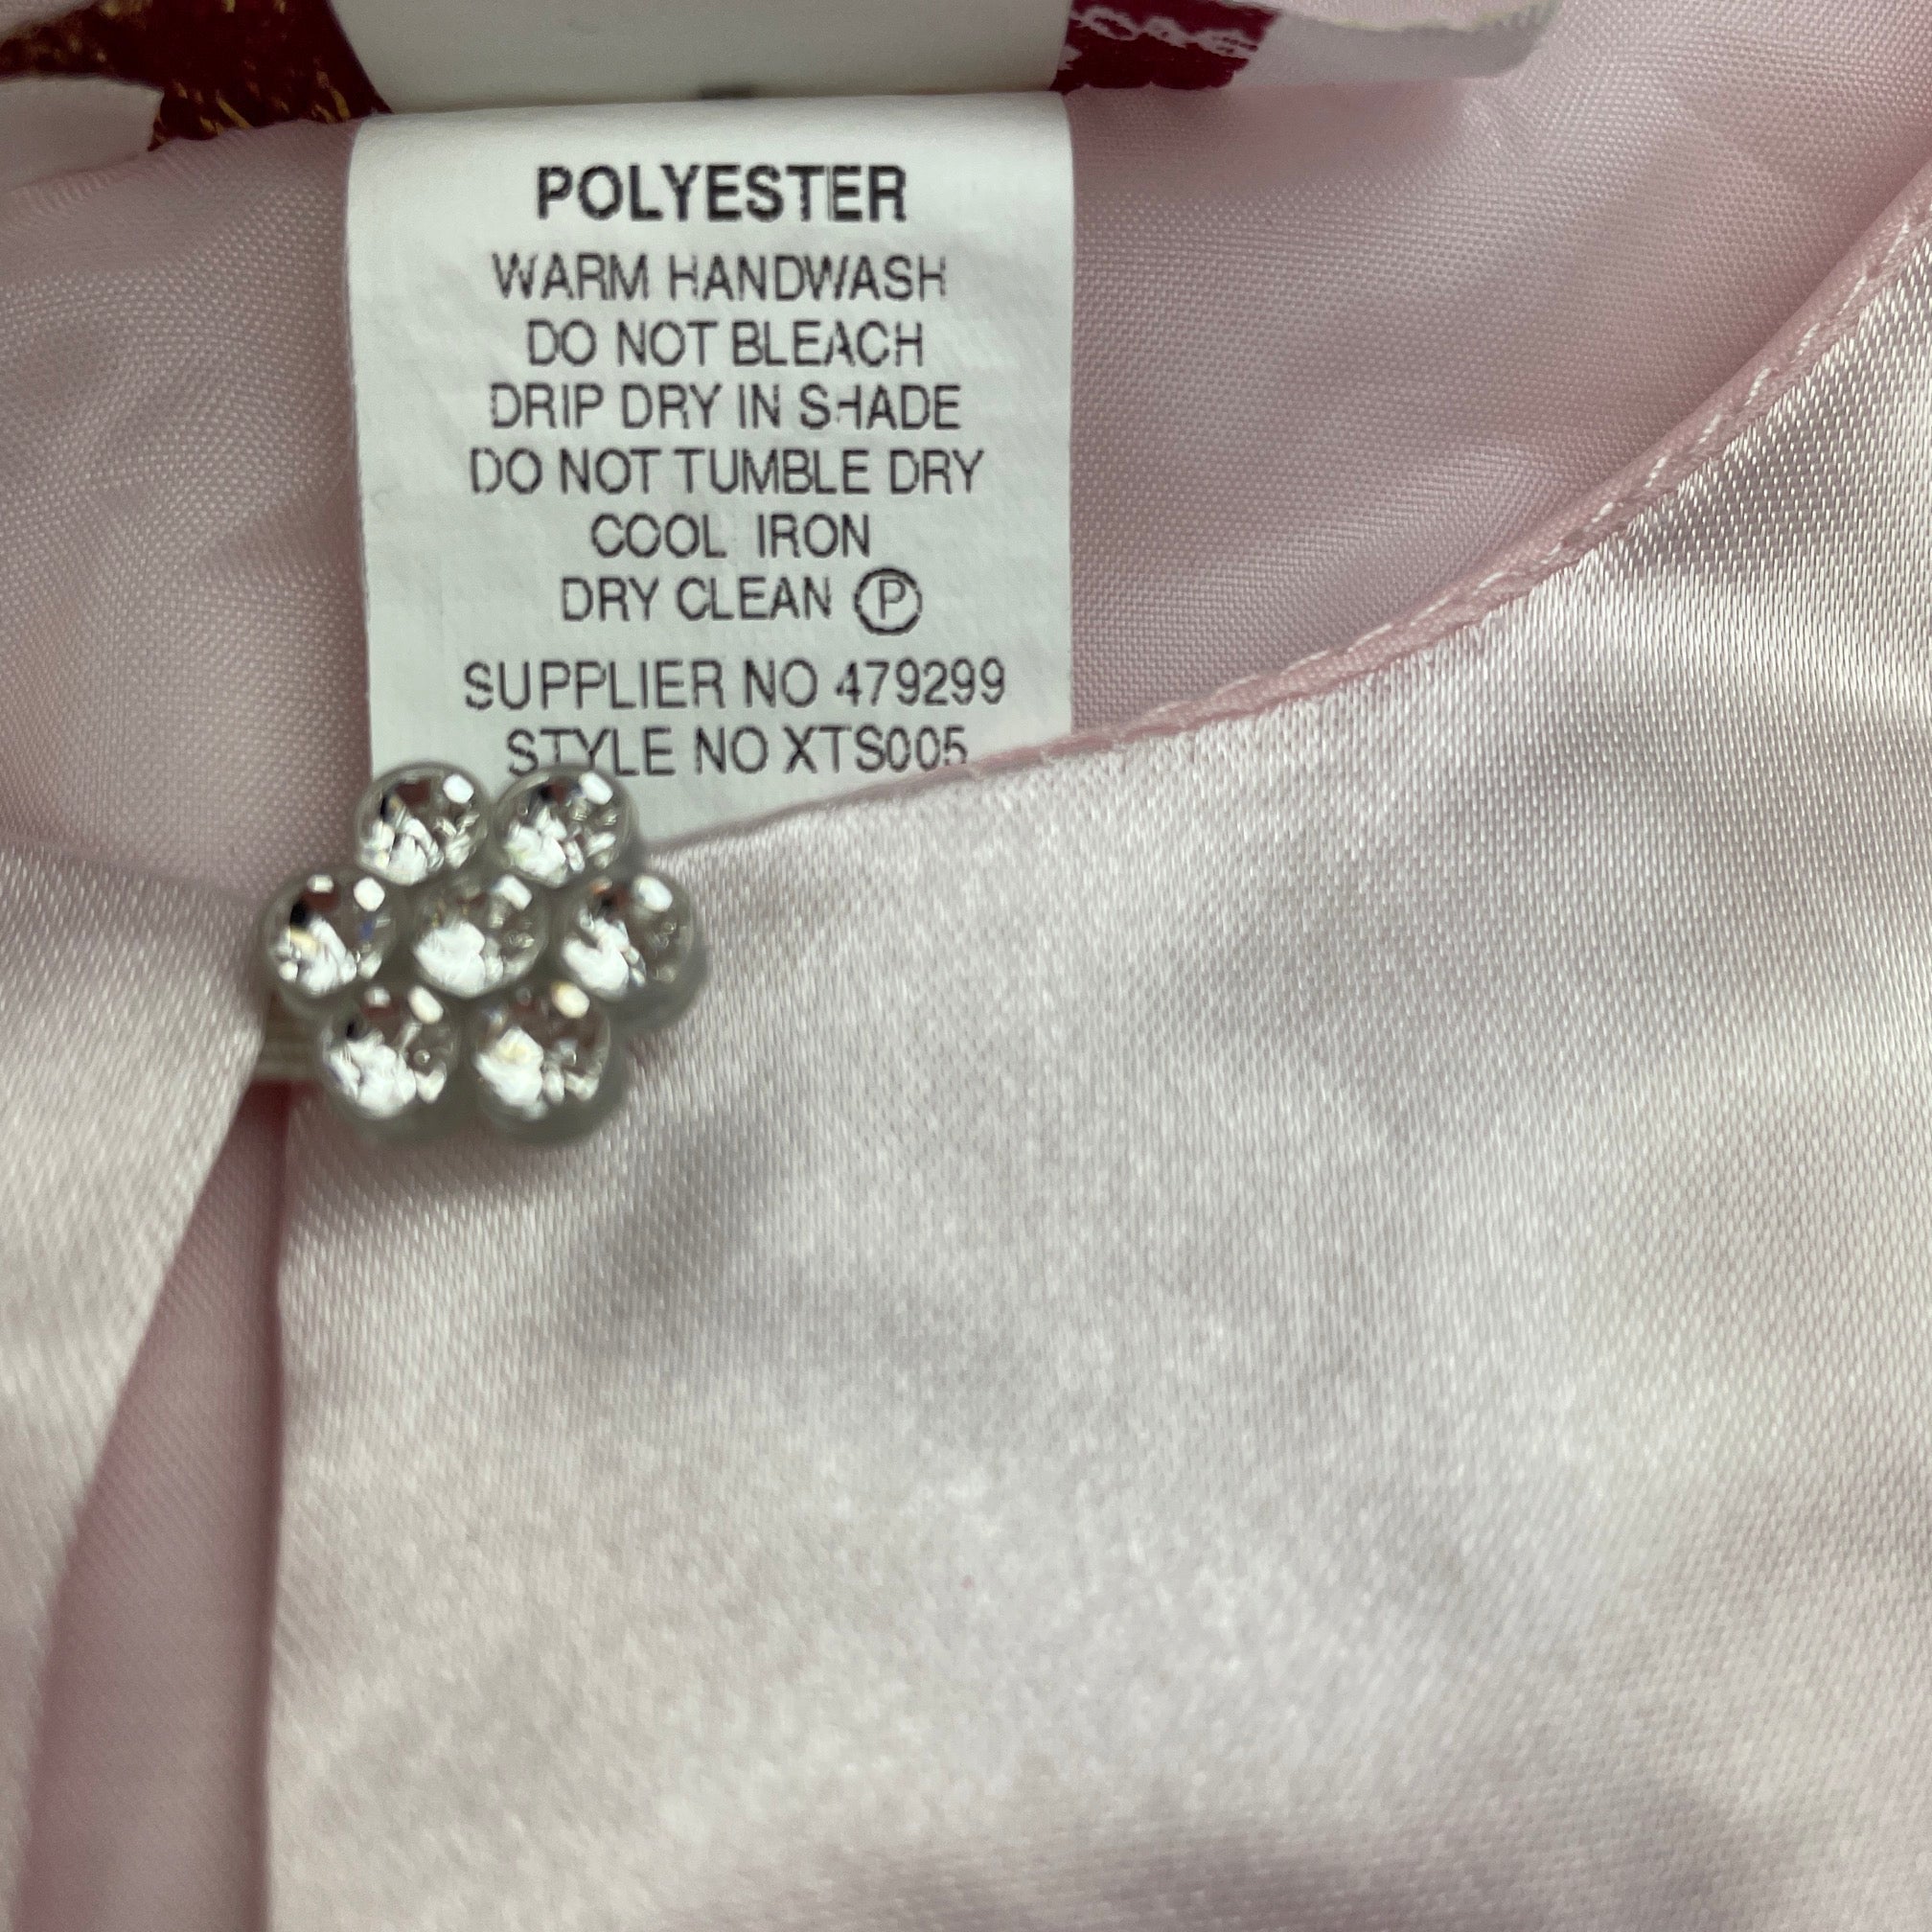 POLYESTER
WARM HANDWASH
DO NOT BLEACH
DRIP DRY IN SHADE
DO NOT TUMBLE DRY
COOL IRON
DRY CLEAN Ⓟ
SUPPLIER NO 479299
STYLE NO XTS005